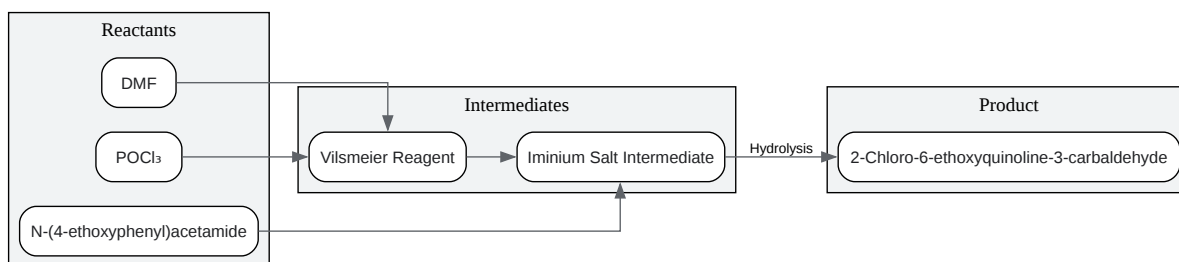 Reactants
DMF
POCl₃
N-(4-ethoxyphenyl)acetamide
Intermediates
Vilsmeier Reagent
Iminium Salt Intermediate
Hydrolysis
Product
2-Chloro-6-ethoxyquinoline-3-carbaldehyde